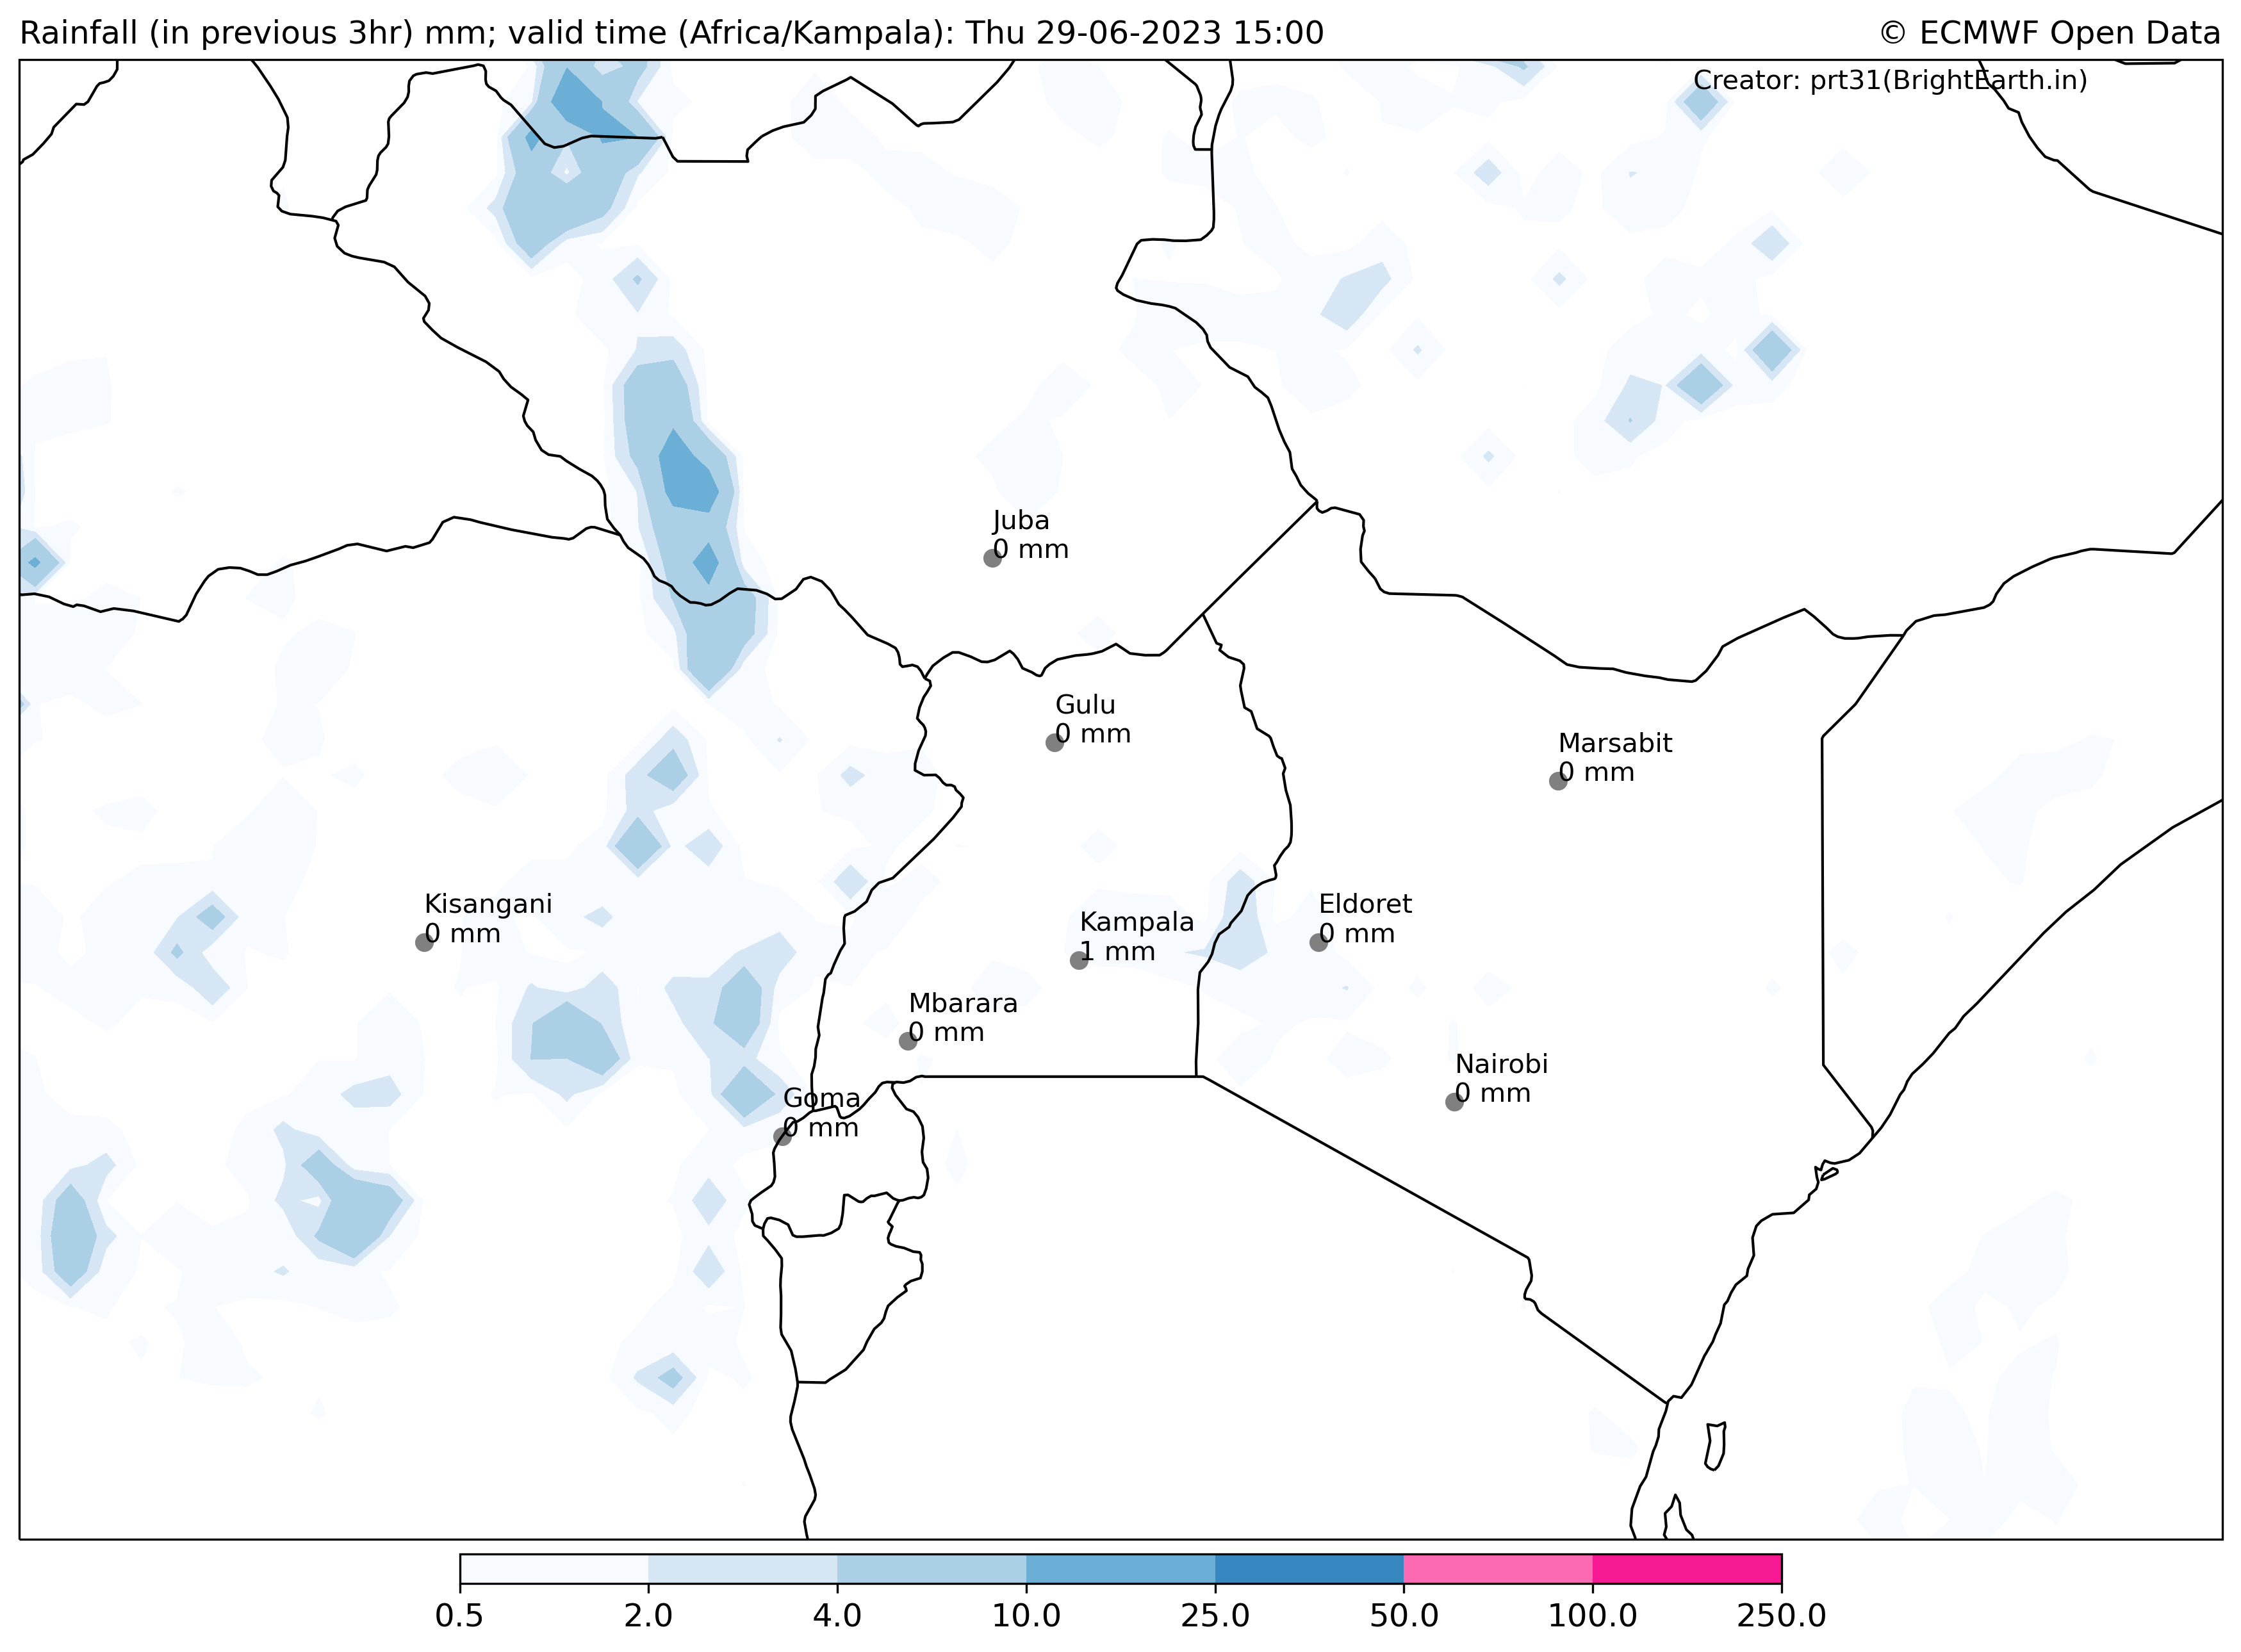 Rainfall (in previous 3hr) mm; valid time (Africa/Kampala): Thu 29-06-2023 15:00
© ECMWF Open Data
Creator: prt31(BrightEarth.in)
Juba
0 mm
Gulu
0 mm
Marsabit
0 mm
Kisangani
0 mm
Eldoret
0 mm
Kampala
1 mm
Mbarara
0 mm
Nairobi
0 mm
Goma
0 mm
0.5 2.0 4.0 10.0 25.0 50.0 100.0 250.0